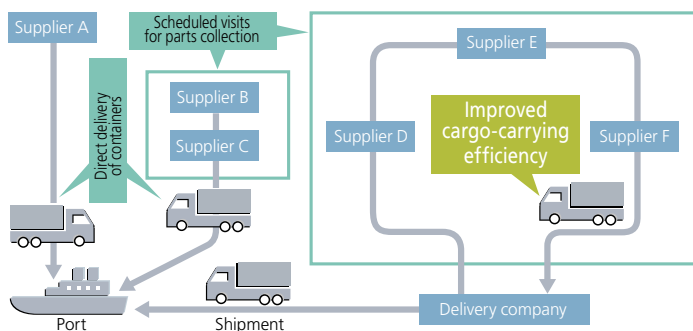 Supplier A
Scheduled visits
for parts collection
Supplier E
Supplier B
Supplier C
Direct delivery
of containers
Supplier D
Improved
cargo-carrying
efficiency
Supplier F
Delivery company
Port
Shipment